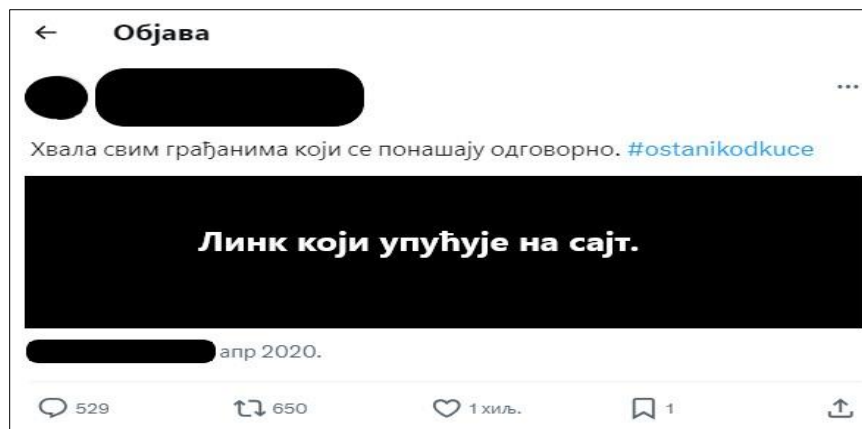 Објава
Хвала свим грађанима који се понашају одговорно. #ostanikodkuce
Линк који упућује на сајт.
апр 2020.
529 650 1 хиљ. 1